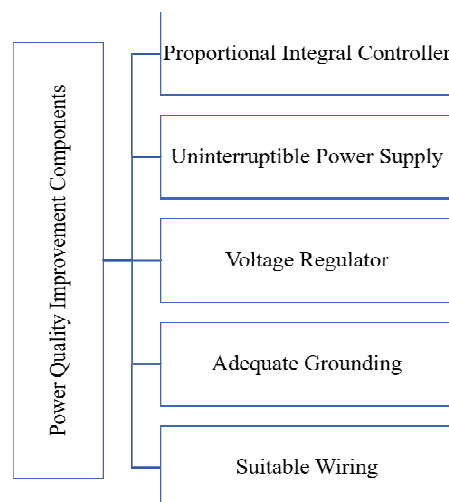 Power Quality Improvement Components
Proportional Integral Controller
Uninterruptible Power Supply
Voltage Regulator
Adequate Grounding
Suitable Wiring